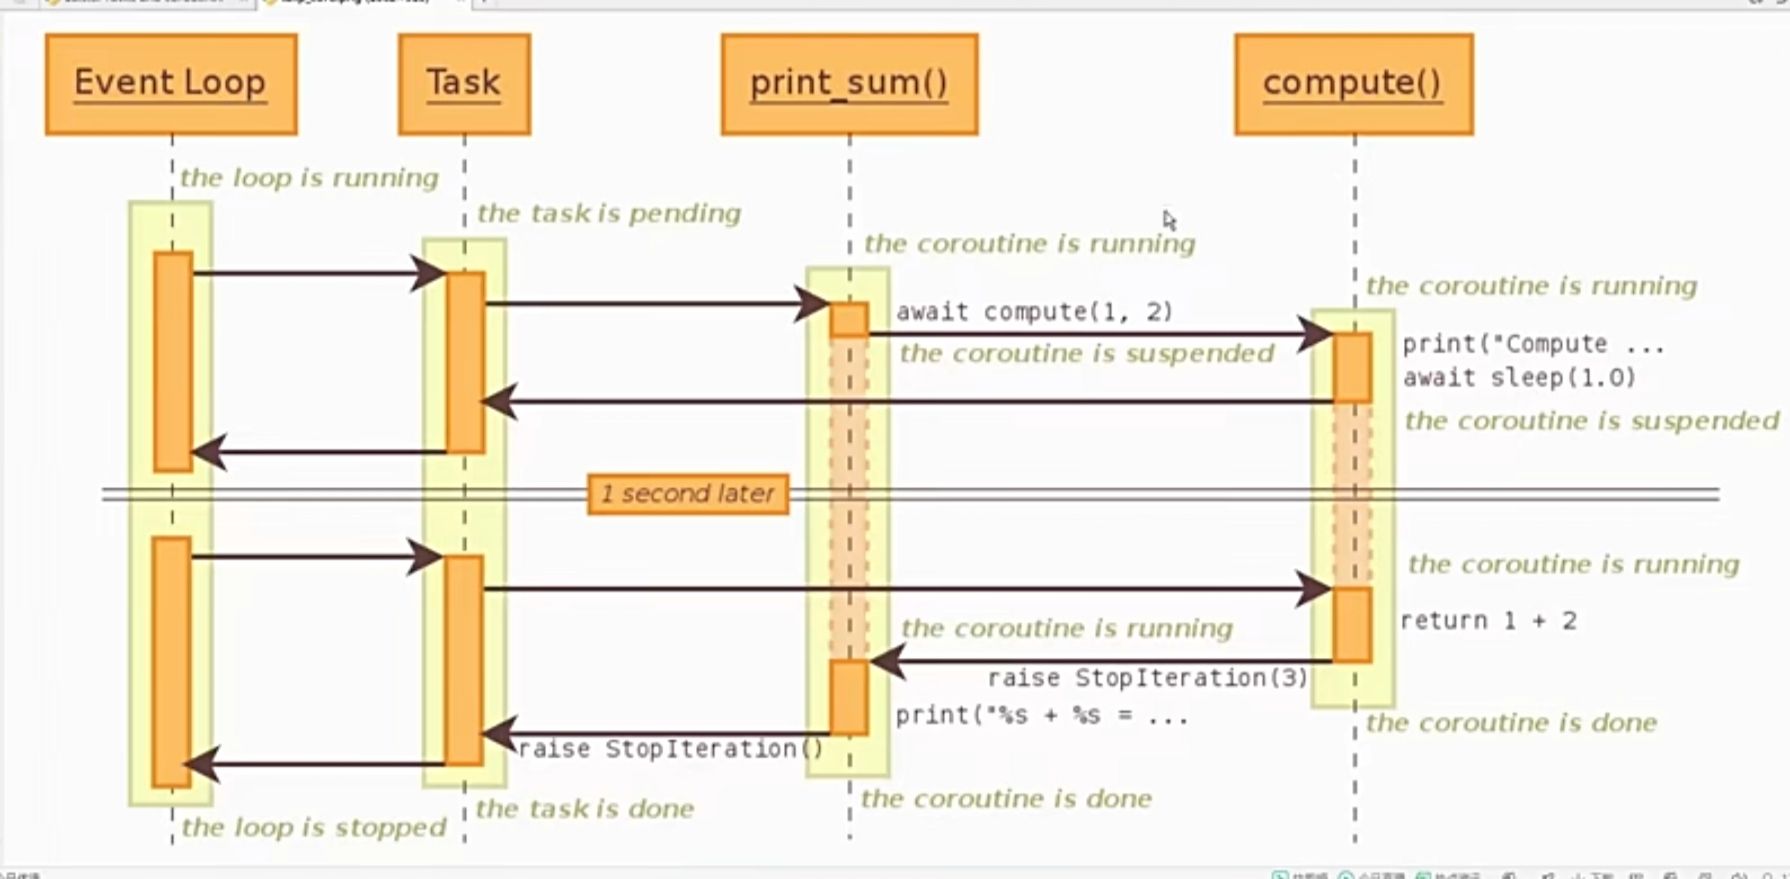 Event Loop
Task
print_sum()
compute()
the loop is running
the task is pending
the coroutine is running
the coroutine is running
await compute(1, 2)
the coroutine is suspended
print("Compute ...
await sleep(1.0)
the coroutine is suspended
1 second later
the coroutine is running
return 1 + 2
the coroutine is running
raise StopIteration(3)
print("%s + %s = ...
the coroutine is done
raise StopIteration()
the coroutine is done
the task is done
the loop is stopped